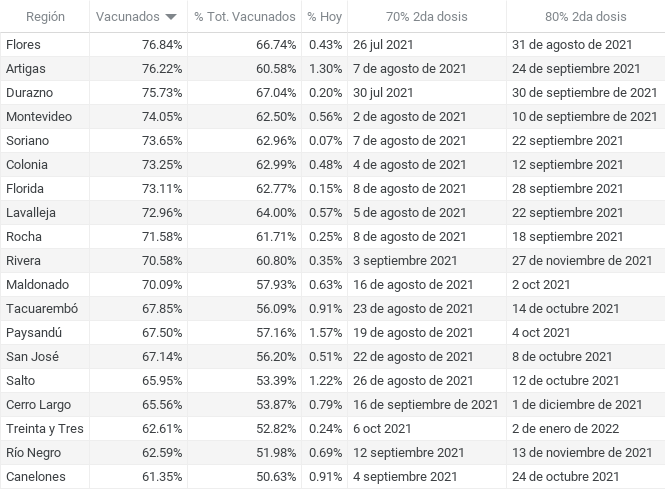 Región Vacunados % Tot. Vacunados % Hoy 70% 2da dosis 80% 2da dosis
Flores 76.84% 66.74% 0.43% 26 jul 2021 31 de agosto de 2021
Artigas 76.22% 60.58% 1.30% 7 de agosto de 2021 24 de septiembre de 2021
Durazno 75.73% 67.04% 0.20% 30 jul 2021 30 de septiembre de 2021
Montevideo 74.05% 62.50% 0.56% 2 de agosto de 2021 10 de septiembre de 2021
Soriano 73.65% 62.96% 0.07% 7 de agosto de 2021 22 septiembre 2021
Colonia 73.25% 62.99% 0.48% 4 de agosto de 2021 12 septiembre 2021
Florida 73.11% 62.77% 0.15% 8 de agosto de 2021 28 septiembre 2021
Lavalleja 72.96% 64.00% 0.57% 5 de agosto de 2021 22 septiembre 2021
Rocha 71.58% 61.71% 0.25% 8 de agosto de 2021 18 septiembre 2021
Rivera 70.58% 60.80% 0.35% 3 septiembre 2021 27 de noviembre de 2021
Maldonado 70.09% 57.93% 0.63% 16 de agosto de 2021 2 oct 2021
Tacuarembó 67.85% 56.09% 0.91% 23 de agosto de 2021 14 de octubre 2021
Paysandú 67.50% 57.16% 1.57% 19 de agosto de 2021 4 oct 2021
San José 67.14% 56.20% 0.51% 22 de agosto de 2021 8 de octubre 2021
Salto 65.95% 53.39% 1.22% 26 de agosto de 2021 12 de octubre 2021
Cerro Largo 65.56% 53.87% 0.79% 16 de septiembre de 2021 1 de diciembre de 2021
Treinta y Tres 62.61% 52.82% 0.24% 6 oct 2021 2 de enero de 2022
Río Negro 62.59% 51.98% 0.69% 12 septiembre 2021 13 de noviembre de 2021
Canelones 61.35% 50.63% 0.91% 4 septiembre 2021 24 de octubre 2021